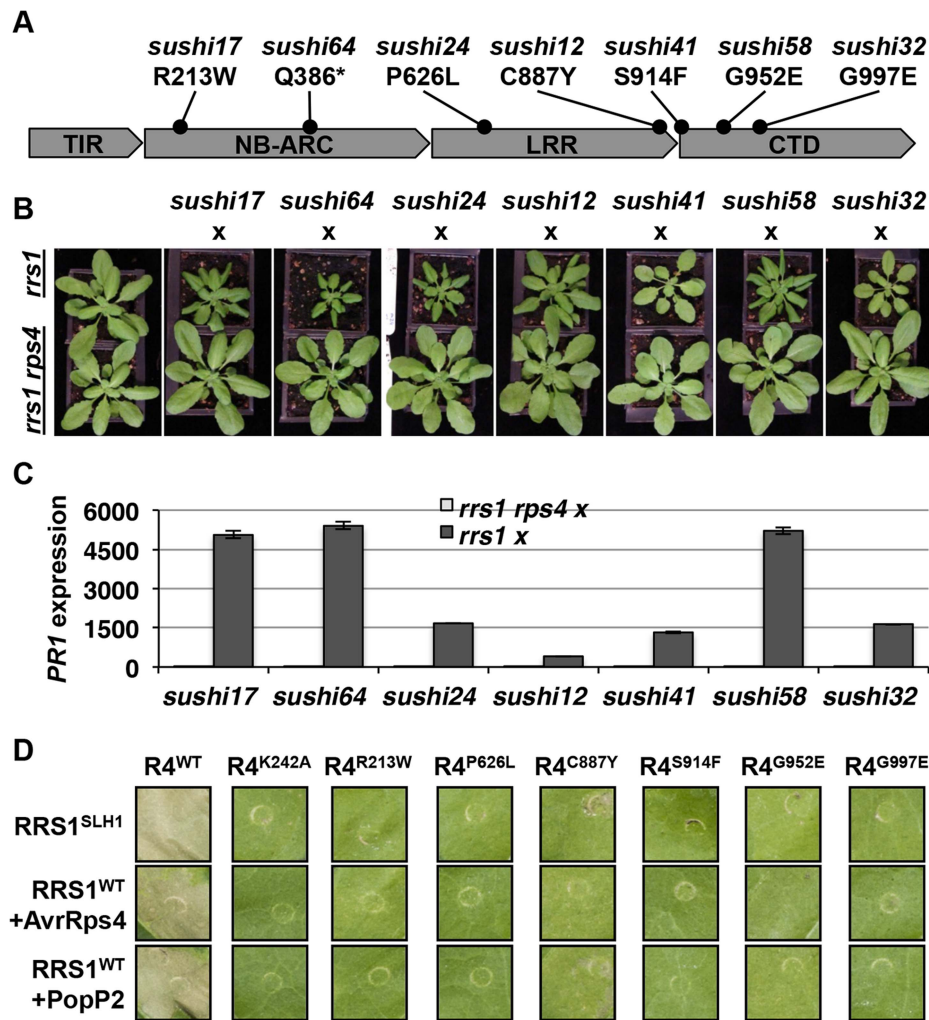 A
sushi17 sushi64 sushi24 sushi12 sushi41 sushi58 sushi32
R213W Q386* P626L C887Y S914F G952E G997E
TIR NB-ARC LRR CTD
B
sushi17 sushi64 sushi24 sushi12 sushi41 sushi58 sushi32
x x x x x x x
rrs1
rrs1 rps4
C
PR1 expression
6000
4500
3000
1500
0
rrs1 rps4 x
rrs1 x
sushi17 sushi64 sushi24 sushi12 sushi41 sushi58 sushi32
D
R4WT R4K242A R4R213W R4P626L R4C887Y R4S914F R4G952E R4G997E
RRS1SLH1
RRS1WT
+AvrRps4
RRS1WT
+PopP2